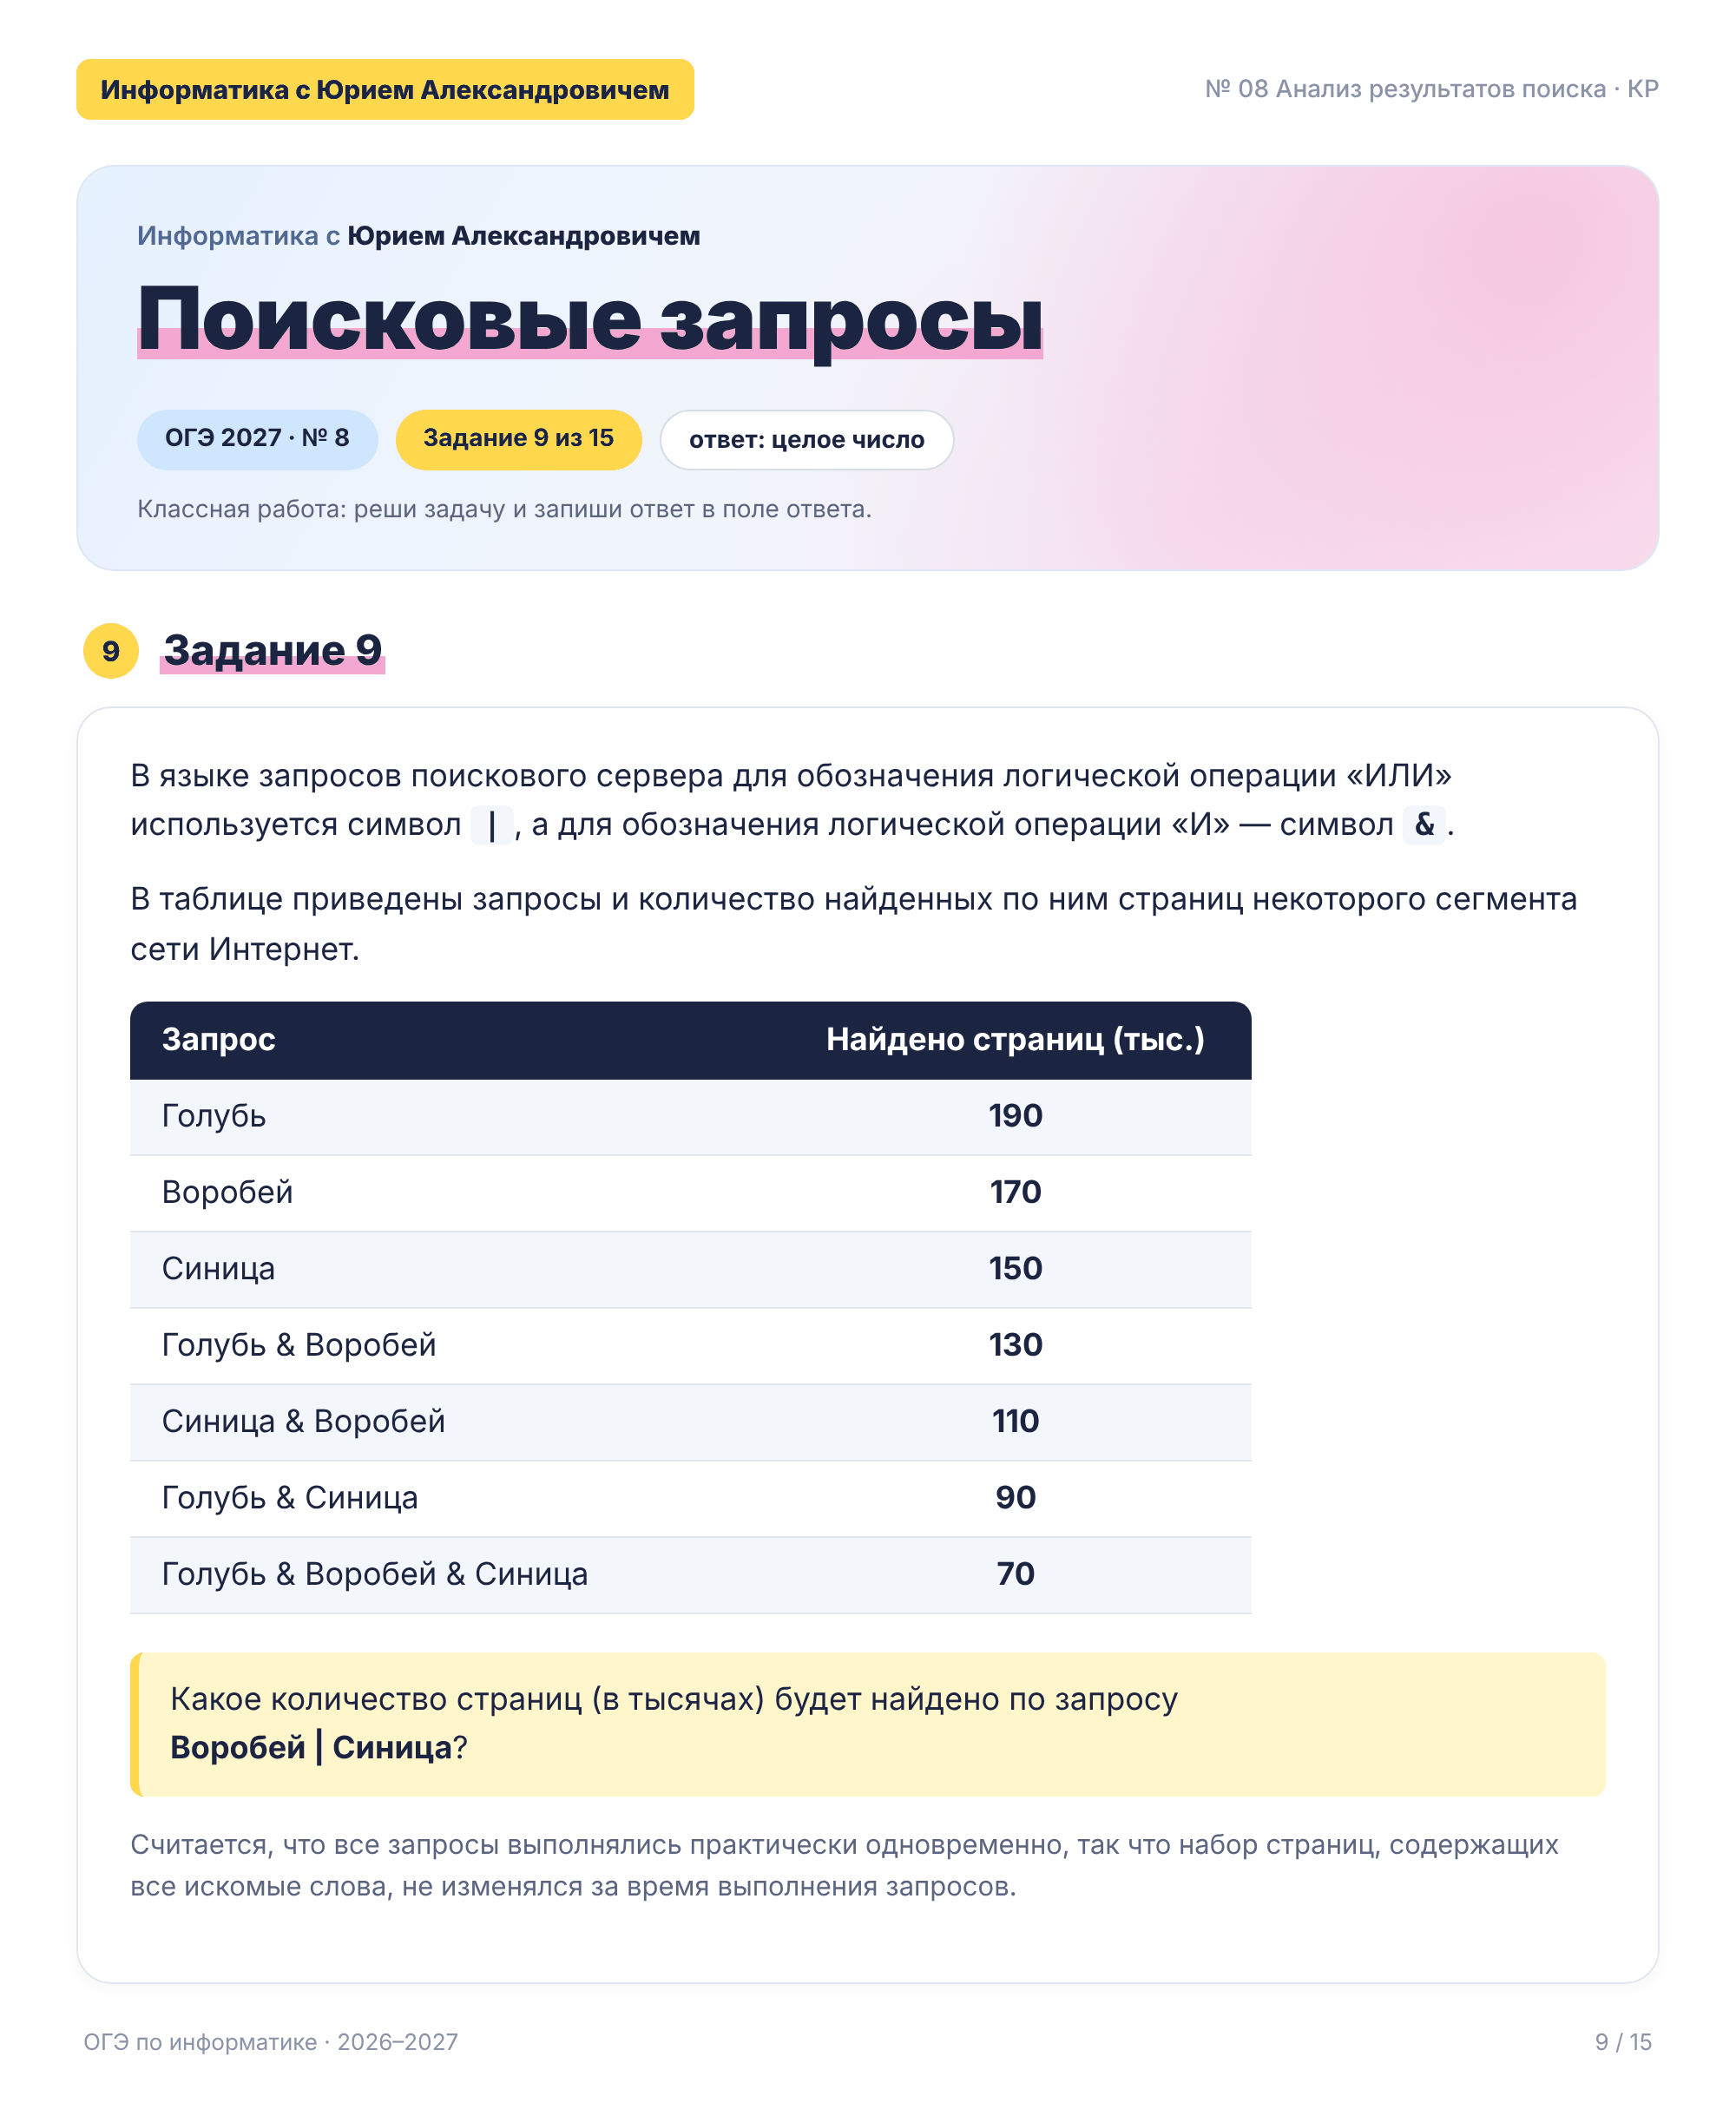 Информатика с Юрием Александровичем
№ 08 Анализ результатов поиска · КР
Информатика с Юрием Александровичем
Поисковые запросы
ОГЭ 2027 · № 8
Задание 9 из 15
ответ: целое число
Классная работа: реши задачу и запиши ответ в поле ответа.
9 Задание 9
В языке запросов поискового сервера для обозначения логической операции «ИЛИ»
используется символ |, а для обозначения логической операции «И» — символ &.
В таблице приведены запросы и количество найденных по ним страниц некоторого сегмента
сети Интернет.
Запрос Найдено страниц (тыс.)
Голубь 190
Воробей 170
Синица 150
Голубь & Воробей 130
Синица & Воробей 110
Голубь & Синица 90
Голубь & Воробей & Синица 70
Какое количество страниц (в тысячах) будет найдено по запросу
Воробей | Синица?
Считается, что все запросы выполнялись практически одновременно, так что набор страниц, содержащих
все искомые слова, не изменялся за время выполнения запросов.
ОГЭ по информатике · 2026–2027
9 / 15